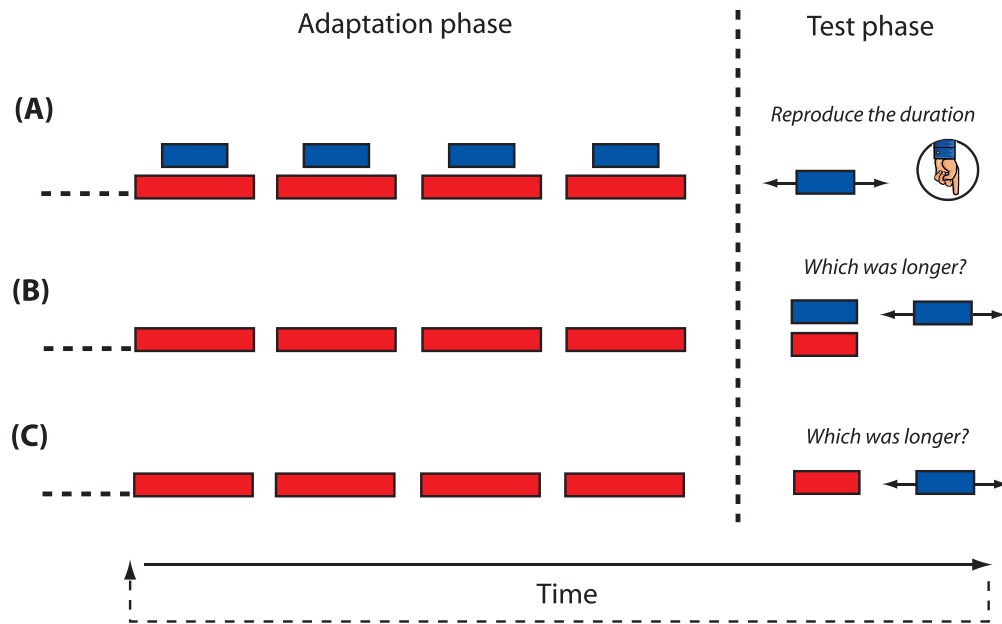 Adaptation phase
Test phase
(A)
Reproduce the duration
(B)
Which was longer?
(C)
Which was longer?
Time